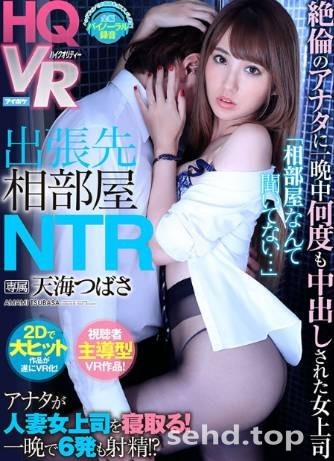 絶倫のアナタに一晩中何度も中出しされた女上司
「相部屋なんて
聞いてない…」
HQ
ハイクオリティー
VR
アイポケ
バイノーラル
録音
出張先
相部屋
NTR
専属
天海つばさ
AMAMI TSUBASA
2Dで
大ヒット
作品が
遂にVR化!
視聴者
主導型
VR作品!
アナタが
人妻女上司を寝取る!
一晩で6発も射精!?
sehd.top